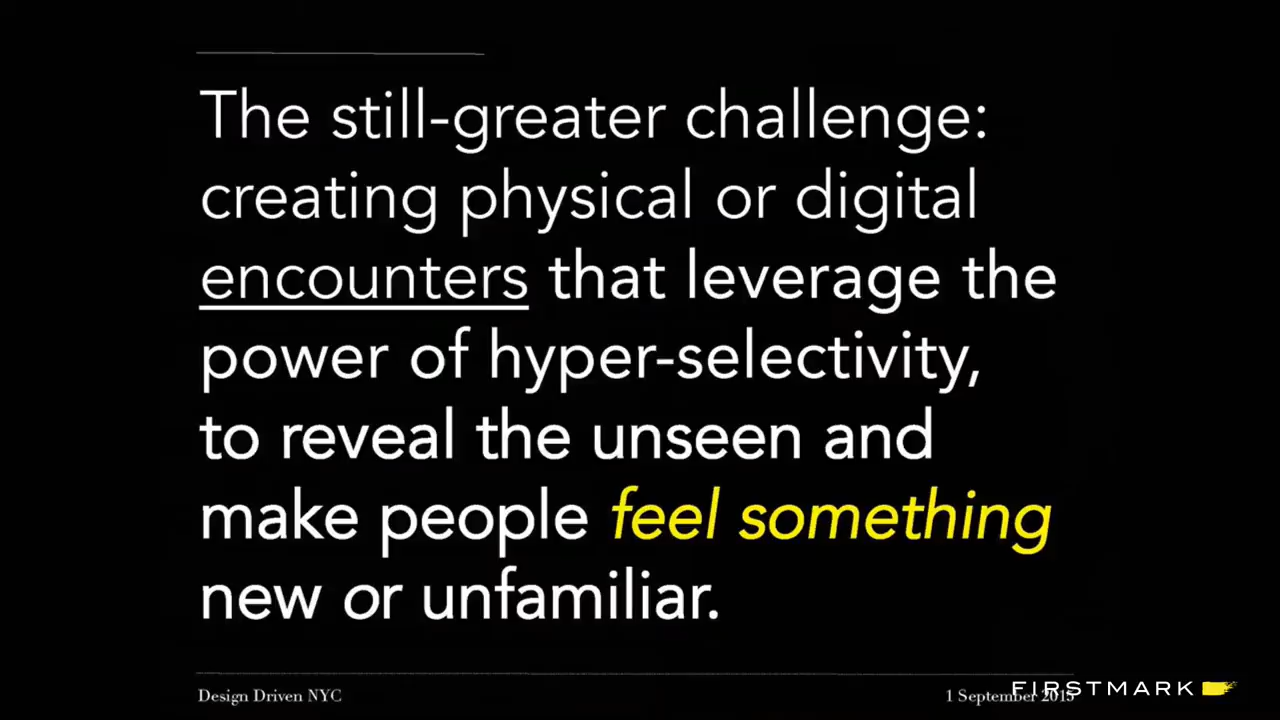 The still-greater challenge:
creating physical or digital
encounters that leverage the
power of hyper-selectivity,
to reveal the unseen and
make people feel something
new or unfamiliar.
Design Driven NYC
1 September 2015
FIRSTMARK